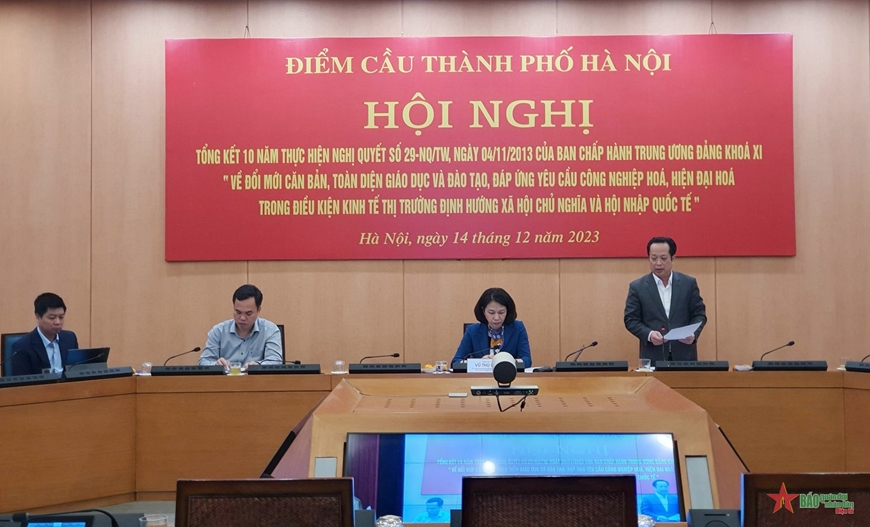 ĐIỂM CẦU THÀNH PHỐ HÀ NỘI
HỘI NGHỊ
TỔNG KẾT 10 NĂM THỰC HIỆN NGHỊ QUYẾT SỐ 29-NQ/TW, NGÀY 04/11/2013 CỦA BAN CHẤP HÀNH TRUNG ƯƠNG ĐẢNG KHOÁ XI
" VỀ ĐỔI MỚI CĂN BẢN, TOÀN DIỆN GIÁO DỤC VÀ ĐÀO TẠO, ĐÁP ỨNG YÊU CẦU CÔNG NGHIỆP HOÁ, HIỆN ĐẠI HOÁ
TRONG ĐIỀU KIỆN KINH TẾ THỊ TRƯỜNG ĐỊNH HƯỚNG XÃ HỘI CHỦ NGHĨA VÀ HỘI NHẬP QUỐC TẾ "
Hà Nội, ngày 14 tháng 12 năm 2023
BÁO